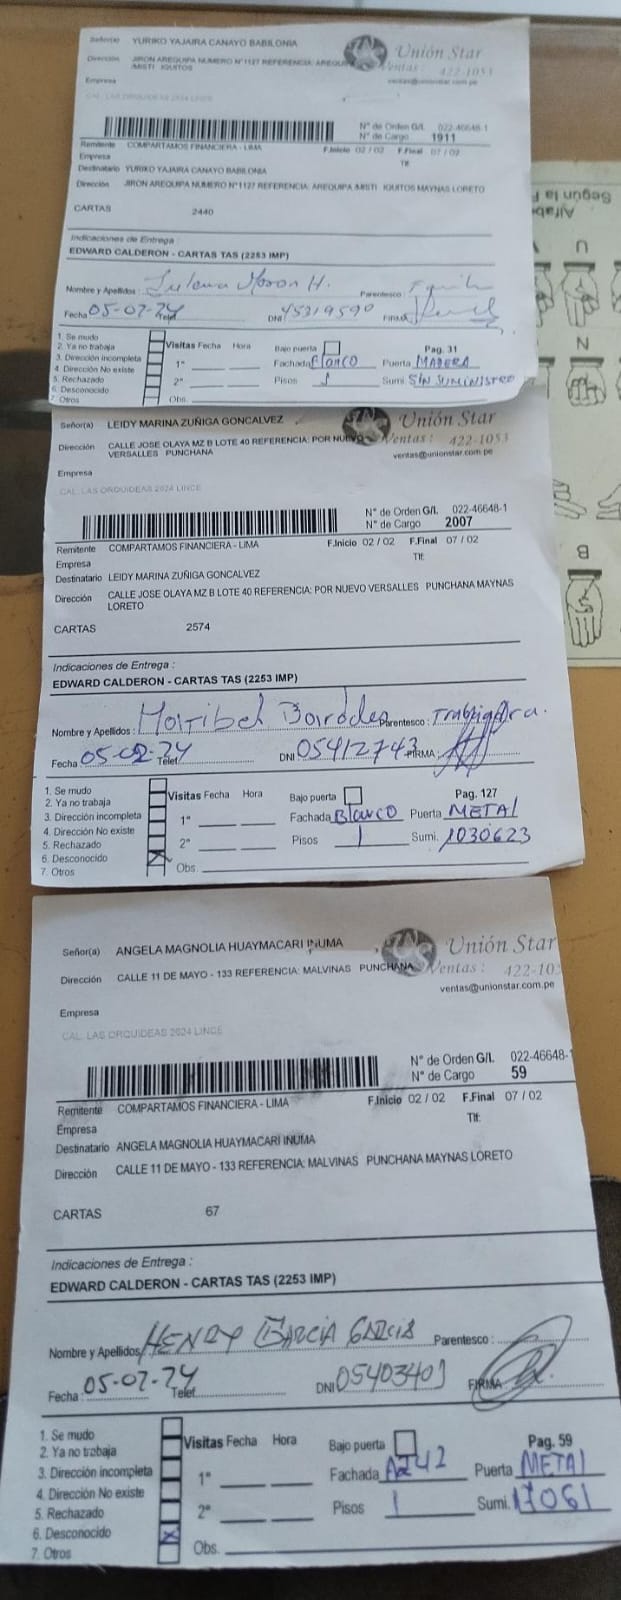 Señor(a) YURIKO YAJAIRA CANAYO BABILONIA
Unión Star
Dirección JIRON AREQUIPA NUMERO N°1127 REFERENCIA: AREQUIPA
/MISTI IQUITOS
Ventas: 422-1053
ventas@unionstar.com.pe
Empresa
CAL. LAS ORQUIDEAS 2024 LINCE
N° de Orden G/I. 022-46648-1
N° de Cargo 1911
Remitente COMPARTAMOS FINANCIERA - LIMA F.Inicio 02 / 02 F.Final 07 / 02
Empresa Tlf:
Destinatario YURIKO YAJAIRA CANAYO BABILONIA
Dirección JIRON AREQUIPA NUMERO N°1127 REFERENCIA: AREQUIPA /MISTI IQUITOS MAYNAS LORETO
CARTAS 2440
Indicaciones de Entrega :
EDWARD CALDERON - CARTAS TAS (2253 IMP)
Nombre y Apellidos : H. Parentesco :
Fecha 05-02-24 Telef. DNI 45319590 FIRMA
1. Se mudo
2. Ya no trabaja Visitas Fecha Hora Bajo puerta Pag. 31
3. Dirección incompleta 1° Fachada Blanco Puerta MADERA
4. Dirección No existe
5. Rechazado 2° Pisos 1 Sumi SIN SUMINISTRO
6. Desconocido
7. Otros Obs.
Señor(a) LEIDY MARINA ZUÑIGA GONCALVEZ
Unión Star
Dirección CALLE JOSE OLAYA MZ B LOTE 40 REFERENCIA: POR NUEVO
VERSALLES PUNCHANA
Ventas: 422-1053
ventas@unionstar.com.pe
Empresa
CAL. LAS ORQUIDEAS 2024 LINCE
N° de Orden G/I. 022-46648-1
N° de Cargo 2007
Remitente COMPARTAMOS FINANCIERA - LIMA F.Inicio 02 / 02 F.Final 07 / 02
Empresa Tlf:
Destinatario LEIDY MARINA ZUÑIGA GONCALVEZ
Dirección CALLE JOSE OLAYA MZ B LOTE 40 REFERENCIA: POR NUEVO VERSALLES PUNCHANA MAYNAS
LORETO
CARTAS 2574
Indicaciones de Entrega :
EDWARD CALDERON - CARTAS TAS (2253 IMP)
Nombre y Apellidos : Maribel Parentesco :
Fecha 05-02-24 Telef. DNI 05412743 FIRMA
1. Se mudo
2. Ya no trabaja Visitas Fecha Hora Bajo puerta Pag. 127
3. Dirección incompleta 1° Fachada Blanco Puerta METAL
4. Dirección No existe
5. Rechazado 2° Pisos 1 Sumi. 1030623
6. Desconocido
7. Otros Obs.
Señor(a) ANGELA MAGNOLIA HUAYMACARI INUMA
Unión Star
Dirección CALLE 11 DE MAYO - 133 REFERENCIA: MALVINAS PUNCHANA
Ventas: 422-105
ventas@unionstar.com.pe
Empresa
CAL. LAS ORQUIDEAS 2024 LINCE
N° de Orden G/I. 022-46648-1
N° de Cargo 59
Remitente COMPARTAMOS FINANCIERA - LIMA F.Inicio 02 / 02 F.Final 07 / 02
Empresa Tlf:
Destinatario ANGELA MAGNOLIA HUAYMACARI INUMA
Dirección CALLE 11 DE MAYO - 133 REFERENCIA: MALVINAS PUNCHANA MAYNAS LORETO
CARTAS 67
Indicaciones de Entrega :
EDWARD CALDERON - CARTAS TAS (2253 IMP)
Nombre y Apellidos HENRY GARCIA GARCIA Parentesco :
Fecha : 05-02-24 Telef. DNI 05403401 FIRMA
1. Se mudo
2. Ya no trabaja Visitas Fecha Hora Bajo puerta Pag. 59
3. Dirección incompleta 1° Fachada AZUL Puerta METAL
4. Dirección No existe
5. Rechazado 2° Pisos 1 Sumi. 17061
6. Desconocido
7. Otros Obs.
Según la
Alfab
U
N
B